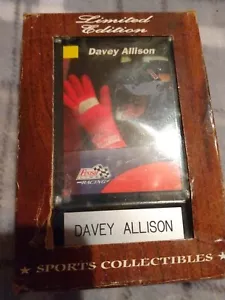 Limited
Edition
Davey Allison
RACING
DAVEY ALLISON
★ SPORTS COLLECTIBLES ★